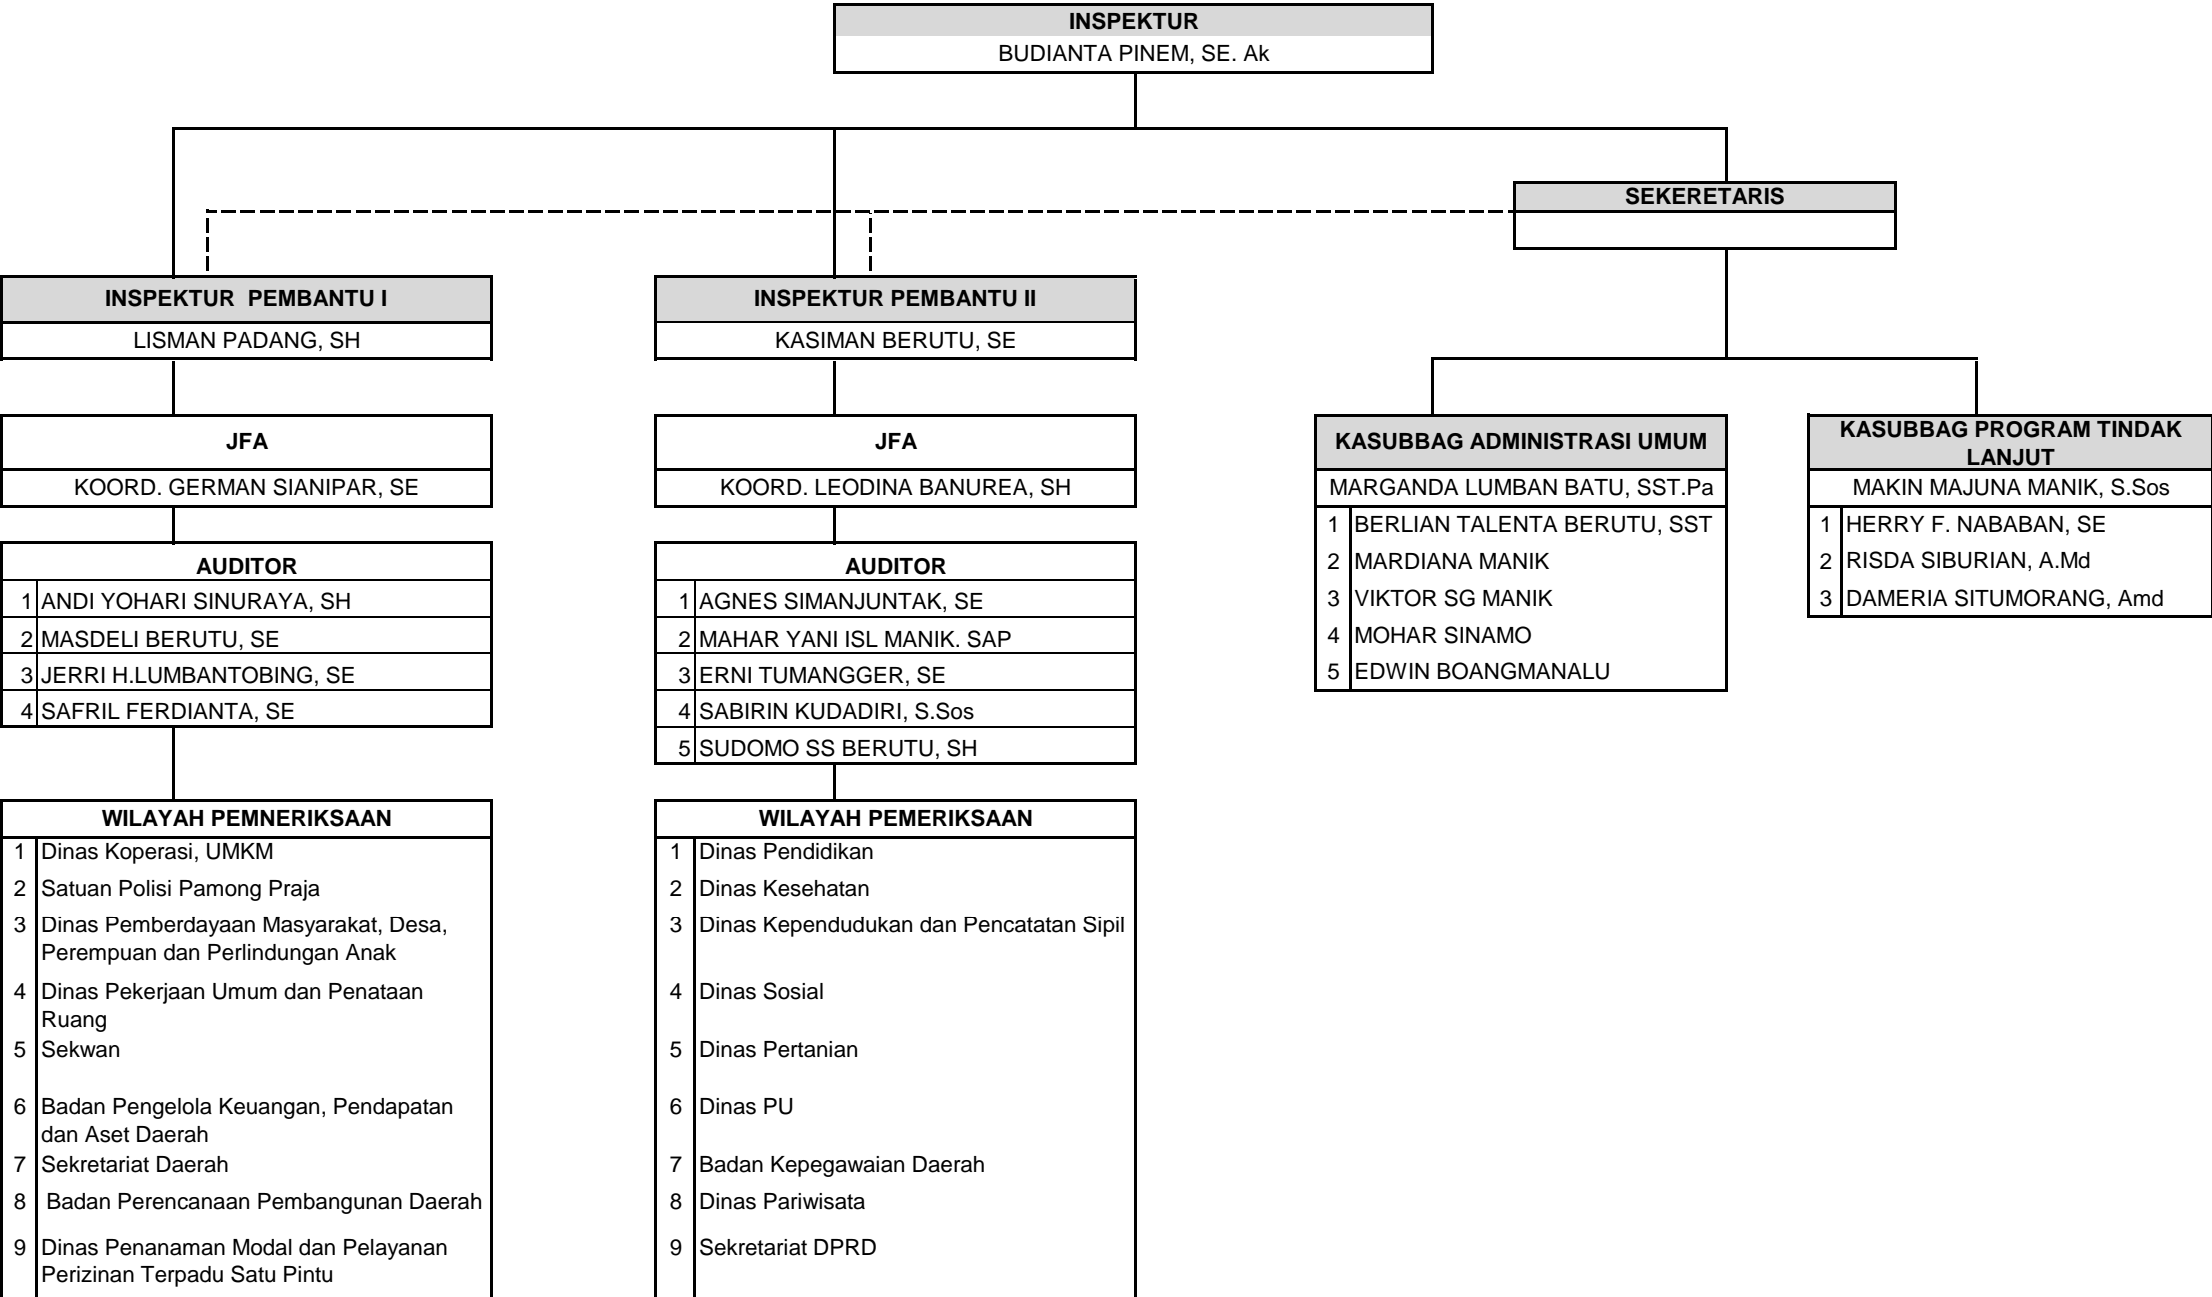 INSPEKTUR
BUDIANTA PINEM, SE. Ak
SEKERETARIS
INSPEKTUR  PEMBANTU I
LISMAN PADANG, SH
INSPEKTUR PEMBANTU II
KASIMAN BERUTU, SE
JFA
KOORD. GERMAN SIANIPAR, SE
JFA
KOORD. LEODINA BANUREA, SH
KASUBBAG ADMINISTRASI UMUM
MARGANDA LUMBAN BATU, SST.Pa
1 BERLIAN TALENTA BERUTU, SST
2 MARDIANA MANIK
3 VIKTOR SG MANIK
4 MOHAR SINAMO
5 EDWIN BOANGMANALU
KASUBBAG PROGRAM TINDAK
LANJUT
MAKIN MAJUNA MANIK, S.Sos
1 HERRY F. NABABAN, SE
2 RISDA SIBURIAN, A.Md
3 DAMERIA SITUMORANG, Amd
AUDITOR
1 ANDI YOHARI SINURAYA, SH
2 MASDELI BERUTU, SE
3 JERRI H.LUMBANTOBING, SE
4 SAFRIL FERDIANTA, SE
AUDITOR
1 AGNES SIMANJUNTAK, SE
2 MAHAR YANI ISL MANIK. SAP
3 ERNI TUMANGGER, SE
4 SABIRIN KUDADIRI, S.Sos
5 SUDOMO SS BERUTU, SH
WILAYAH PEMNERIKSAAN
1 Dinas Koperasi, UMKM
2 Satuan Polisi Pamong Praja
3 Dinas Pemberdayaan Masyarakat, Desa,
Perempuan dan Perlindungan Anak
4 Dinas Pekerjaan Umum dan Penataan
Ruang
5 Sekwan
6 Badan Pengelola Keuangan, Pendapatan
dan Aset Daerah
7 Sekretariat Daerah
8 Badan Perencanaan Pembangunan Daerah
9 Dinas Penanaman Modal dan Pelayanan
Perizinan Terpadu Satu Pintu
WILAYAH PEMERIKSAAN
1 Dinas Pendidikan
2 Dinas Kesehatan
3 Dinas Kependudukan dan Pencatatan Sipil
4 Dinas Sosial
5 Dinas Pertanian
6 Dinas PU
7 Badan Kepegawaian Daerah
8 Dinas Pariwisata
9 Sekretariat DPRD